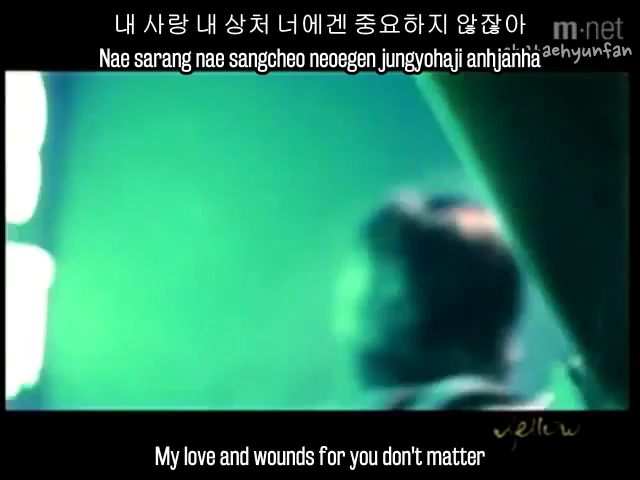 내 사랑 내 상처 너에겐 중요하지 않잖아
m·net
Nae sarang nae sangcheo neoegen jungyohaji anhjanha
yellow
My love and wounds for you don't matter